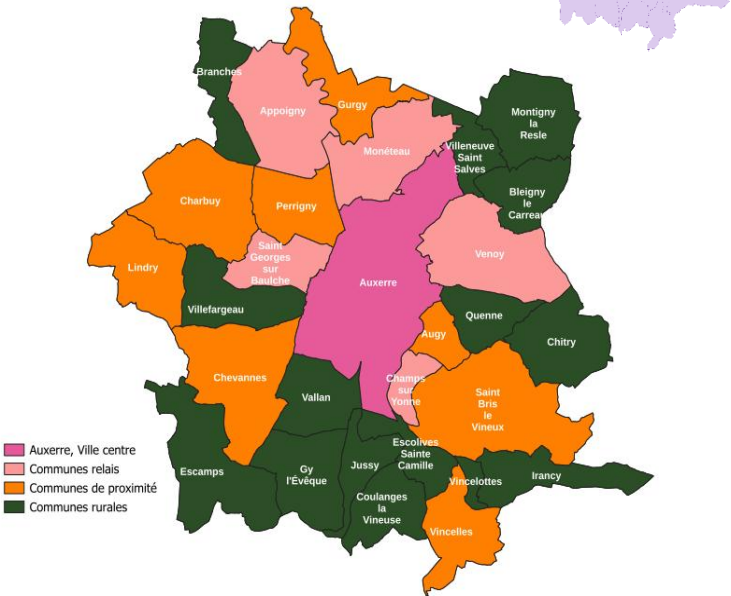 Branches
Appoigny
Gurgy
Montigny
la
Resle
Monéteau
Villeneuve
Saint
Salves
Bleigny
le
Carreau
Charbuy
Perrigny
Saint
Georges
sur
Baulche
Venoy
Lindry
Auxerre
Villefargeau
Quenne
Augy
Chitry
Chevannes
Champs
sur
Yonne
Vallan
Saint
Bris
le
Vineux
Escolives
Sainte
Camille
Escamps
Gy
l'Évêque
Jussy
Coulanges
la
Vineuse
Vincelottes
Irancy
Vincelles
Auxerre, Ville centre
Communes relais
Communes de proximité
Communes rurales